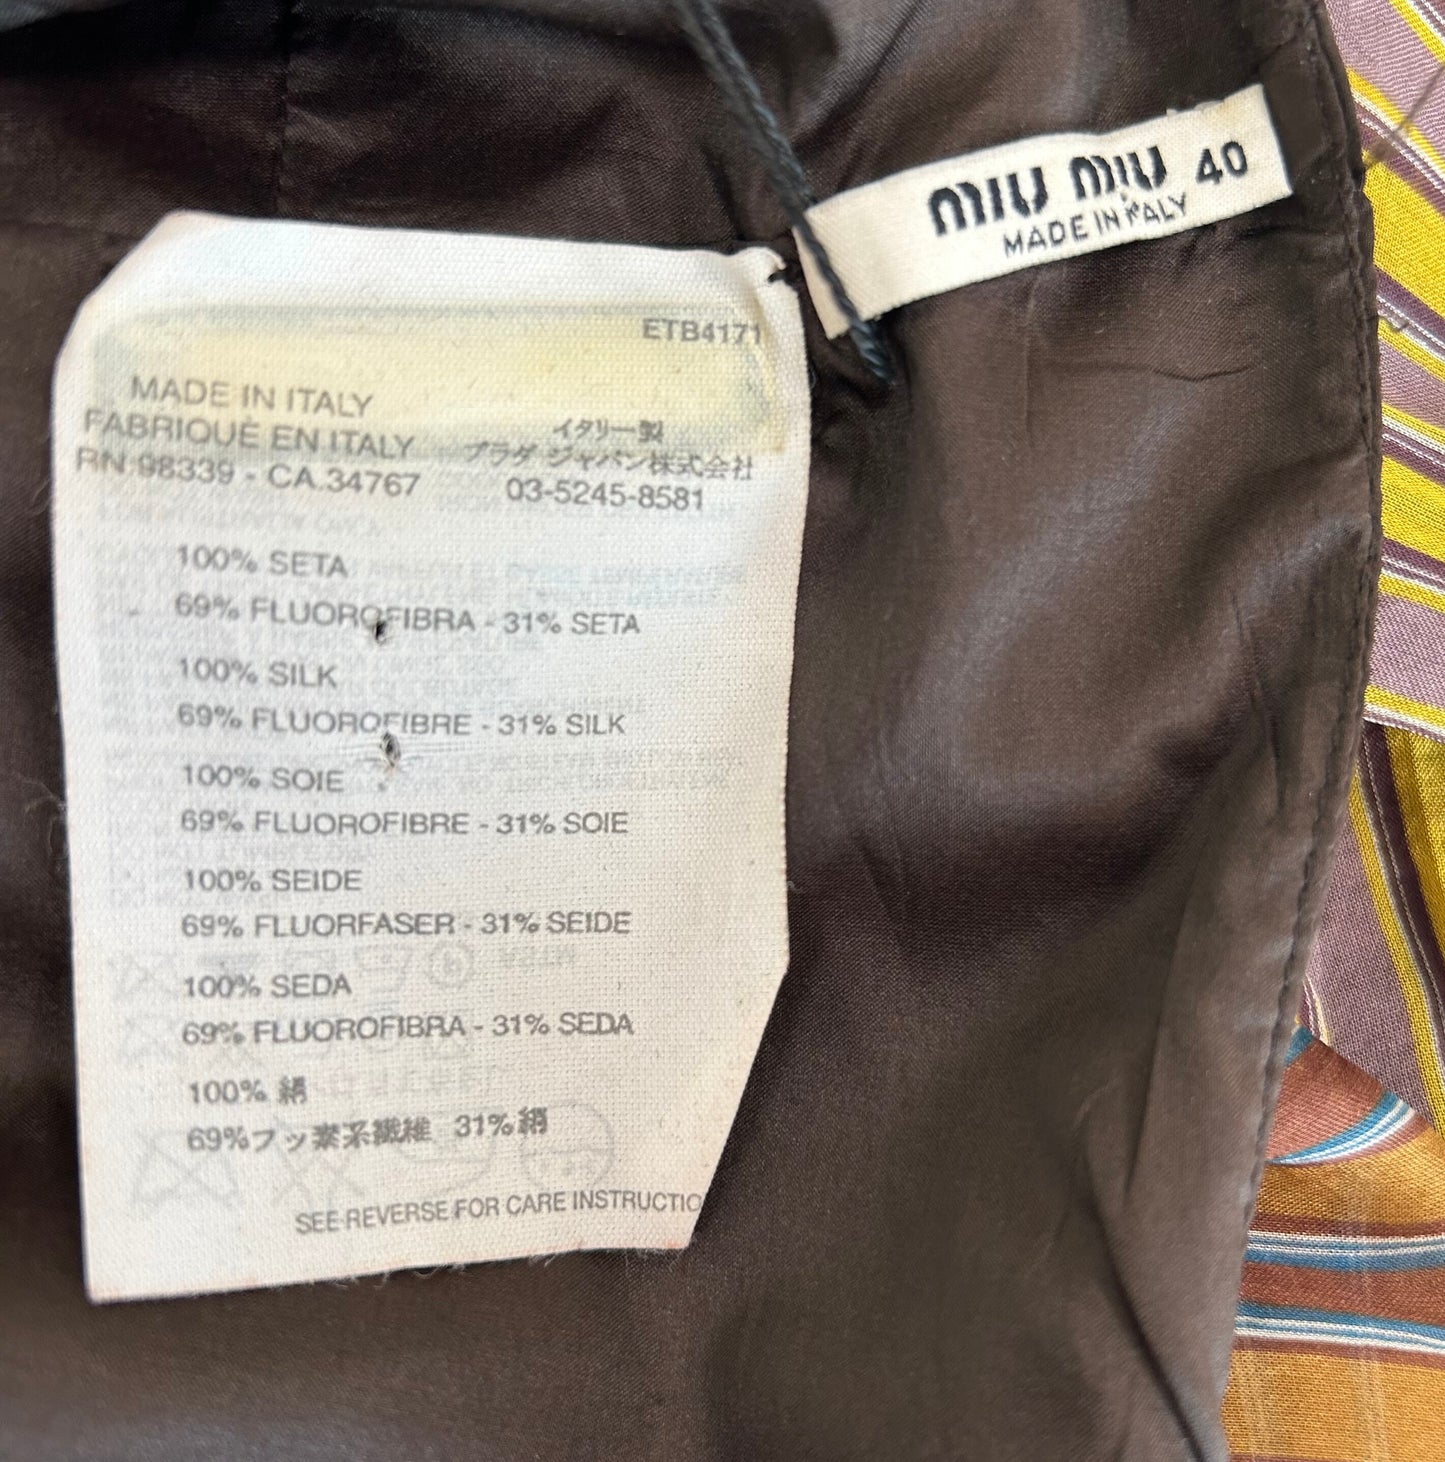 MIU MIU 40
MADE IN ITALY
ETB4171
MADE IN ITALY
FABRIQUÈ EN ITALY
RN.98339 - CA.34767
イタリー製
プラダ ジャパン株式会社
03-5245-8581
100% SETA
69% FLUOROFIBRA - 31% SETA
100% SILK
69% FLUOROFIBRE - 31% SILK
100% SOIE
69% FLUOROFIBRE - 31% SOIE
100% SEIDE
69% FLUORFASER - 31% SEIDE
100% SEDA
69% FLUOROFIBRA - 31% SEDA
100% 絹
69%フッ素系繊維 31%絹
SEE REVERSE FOR CARE INSTRUCTIO